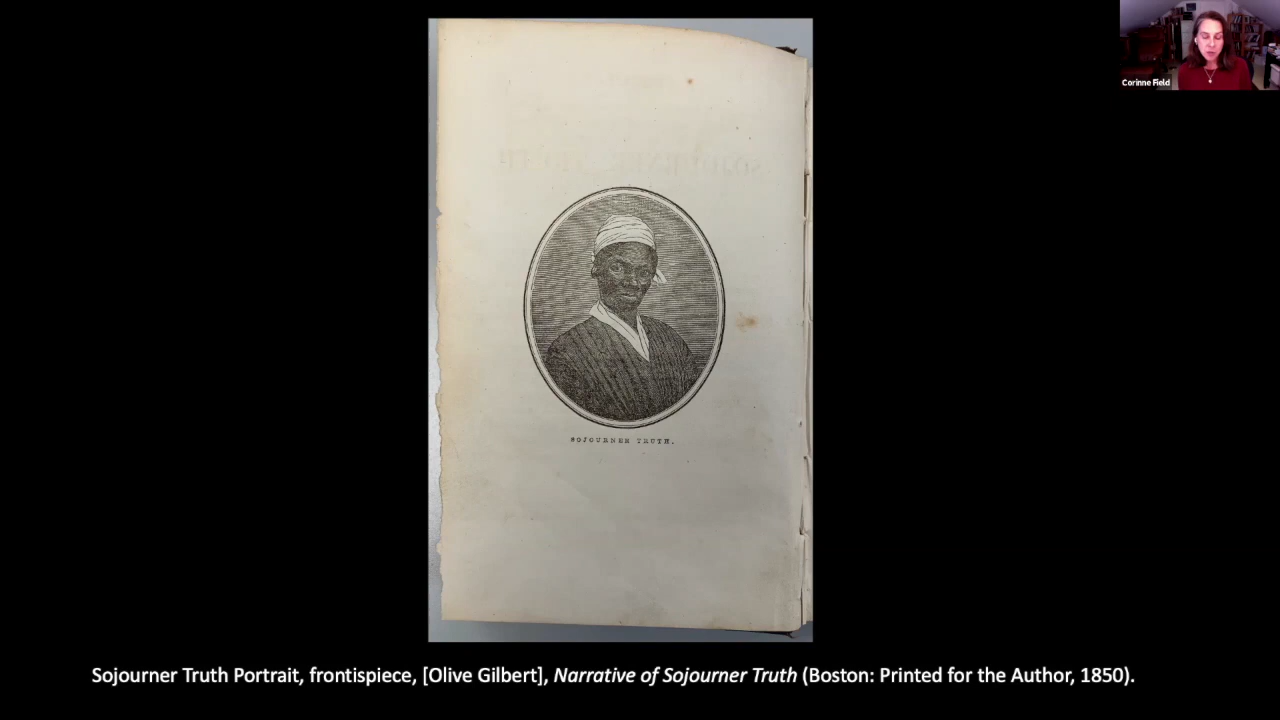 Corinne Field
SOJOURNER TRUTH.
Sojourner Truth Portrait, frontispiece, [Olive Gilbert], Narrative of Sojourner Truth (Boston: Printed for the Author, 1850).